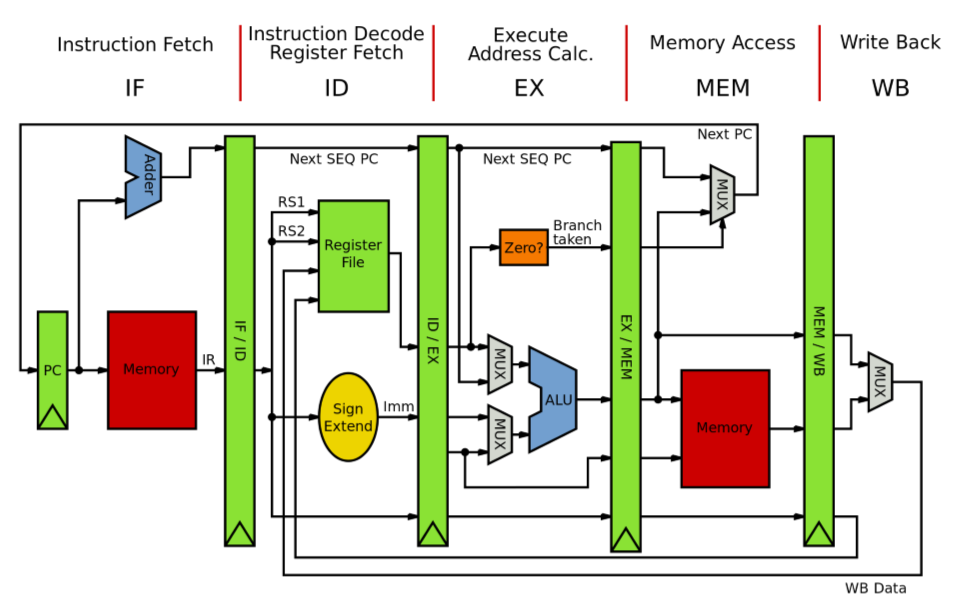 Instruction Fetch
IF
Instruction Decode
Register Fetch
ID
Execute
Address Calc.
EX
Memory Access
MEM
Write Back
WB
Next PC
Adder
Next SEQ PC
Next SEQ PC
MUX
RS1
RS2
Register
File
Branch
taken
Zero?
IF / ID
ID / EX
EX / MEM
MEM / WB
PC
Memory
IR
MUX
ALU
MUX
Sign
Extend
Imm
MUX
Memory
WB Data